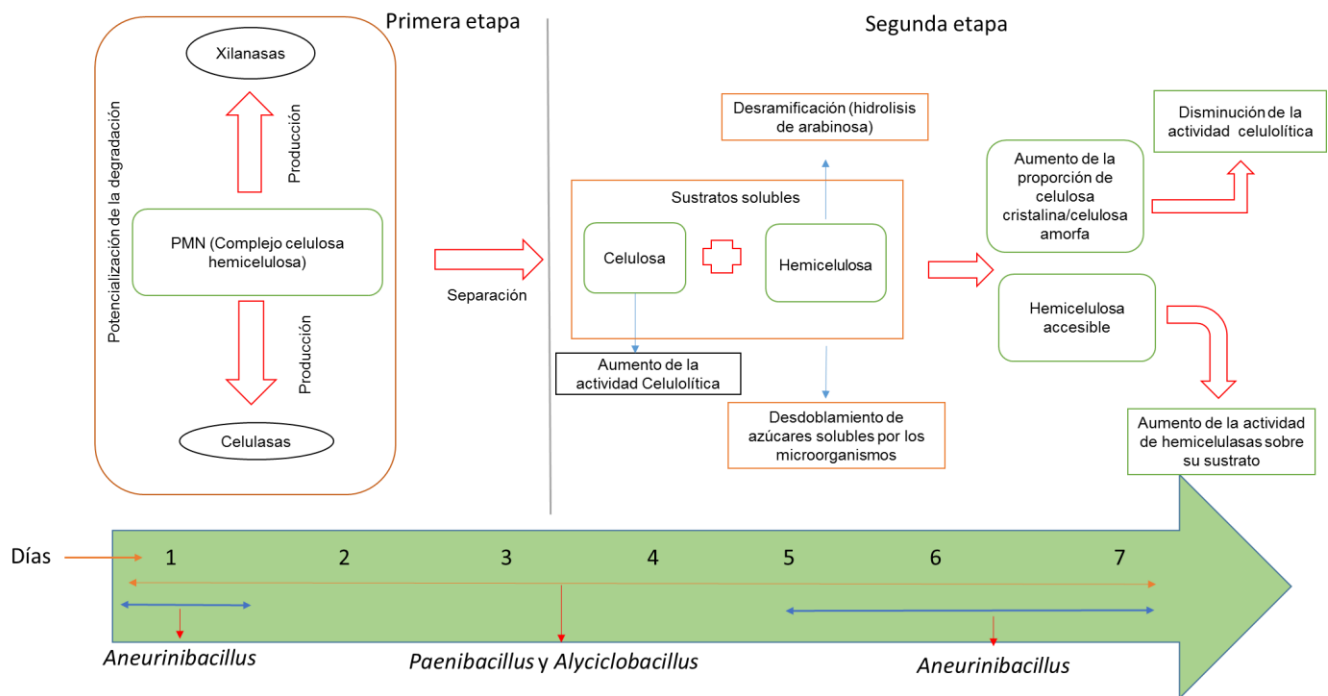 Primera etapa
Segunda etapa
Potencialización de la degradación
Xilanasas
Producción
PMN (Complejo celulosa
hemicelulosa)
Producción
Celulasas
Separación
Desramificación (hidrolisis
de arabinosa)
Sustratos solubles
Celulosa
Hemicelulosa
Aumento de la
actividad Celulolítica
Desdoblamiento de
azúcares solubles por los
microorganismos
Aumento de la
proporción de
celulosa
cristalina/celulosa
amorfa
Hemicelulosa
accesible
Disminución de la
actividad celulolítica
Aumento de la actividad
de hemicelulasas sobre
su sustrato
Días 1 2 3 4 5 6 7
Aneurinibacillus
Paenibacillus y Alyciclobacillus
Aneurinibacillus